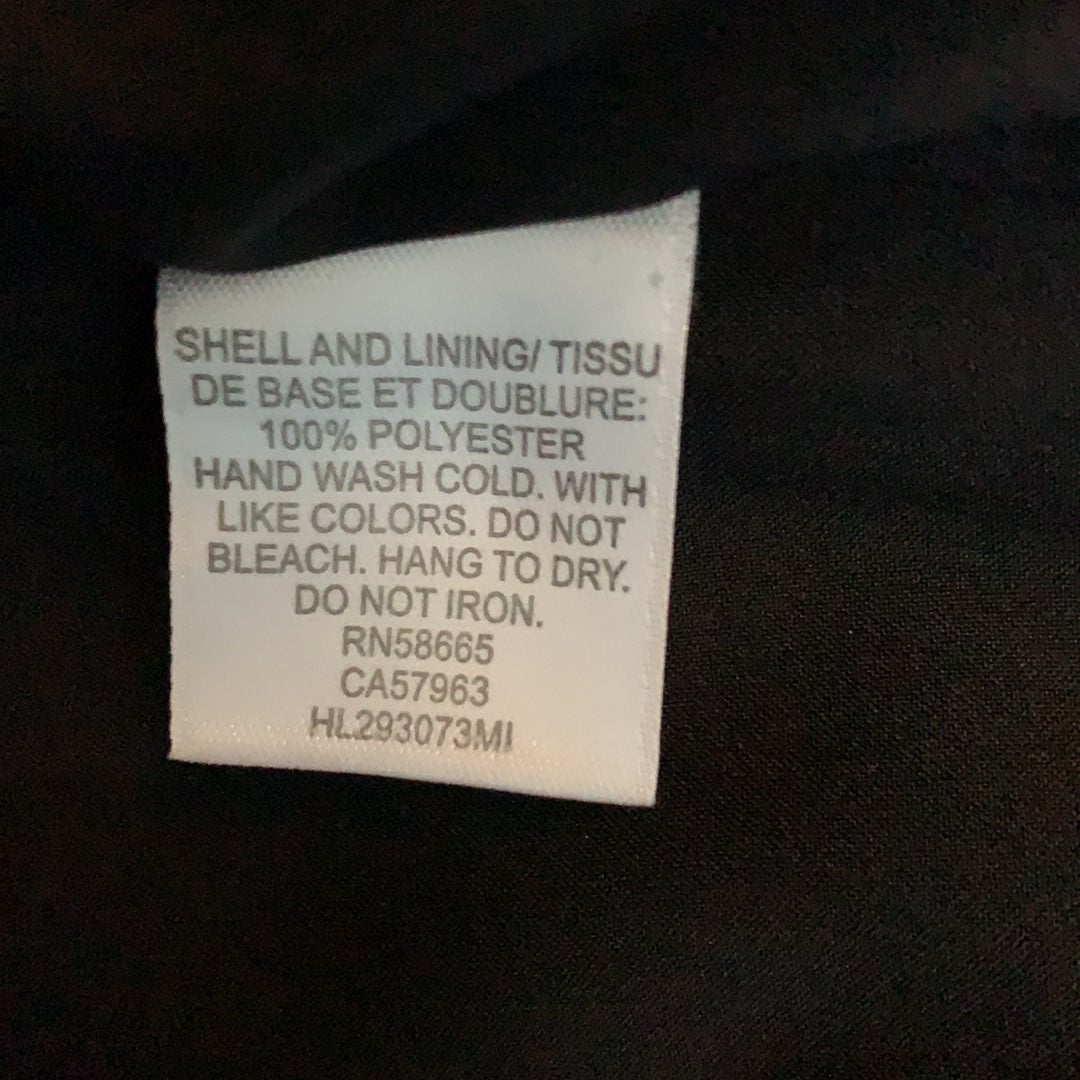 SHELL AND LINING/ TISSU
DE BASE ET DOUBLURE:
100% POLYESTER
HAND WASH COLD. WITH
LIKE COLORS. DO NOT
BLEACH. HANG TO DRY.
DO NOT IRON.
RN58665
CA57963
HL293073MI